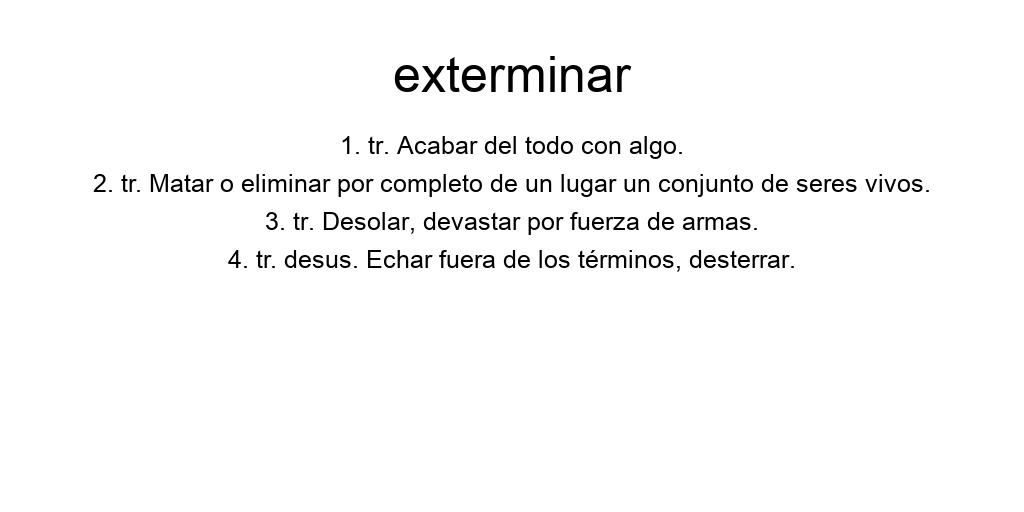 exterminar
1. tr. Acabar del todo con algo.
2. tr. Matar o eliminar por completo de un lugar un conjunto de seres vivos.
3. tr. Desolar, devastar por fuerza de armas.
4. tr. desus. Echar fuera de los términos, desterrar.